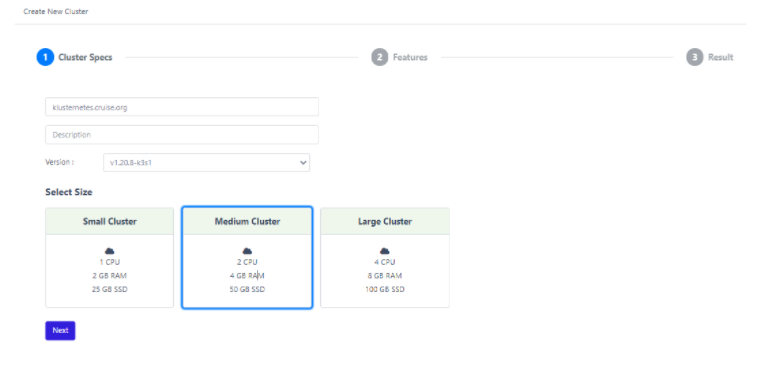 Create New Cluster
1 Cluster Specs 2 Features 3 Result
klusternetes.cruise.org
Description
Version : v1.20.8-k3s1
Select Size
Small Cluster Medium Cluster Large Cluster
1 CPU 2 CPU 4 CPU
2 GB RAM 4 GB RAM 8 GB RAM
25 GB SSD 50 GB SSD 100 GB SSD
Next